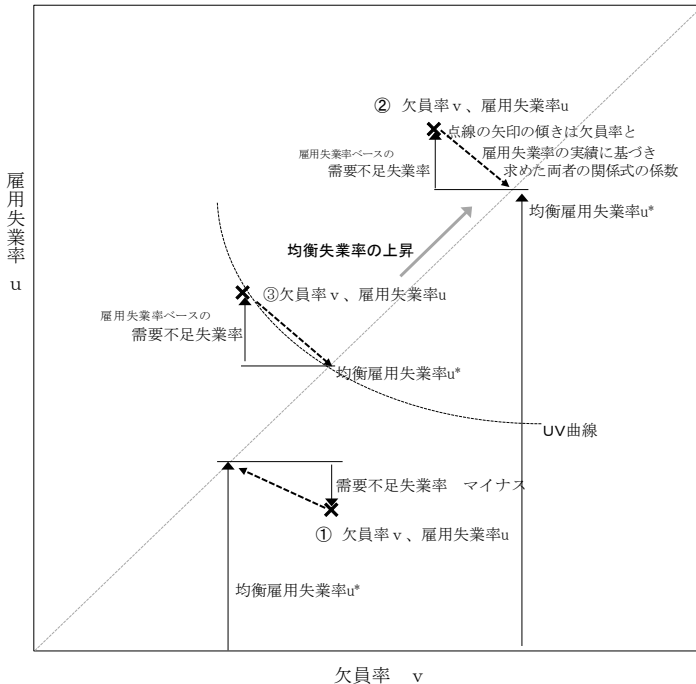 ② 欠員率ｖ、雇用失業率u
点線の矢印の傾きは欠員率と
雇用失業率の実績に基づき
求めた両者の関係式の係数
雇用失業率ベースの
需要不足失業率
均衡雇用失業率u*
雇用失業率 u
均衡失業率の上昇
③欠員率ｖ、雇用失業率u
雇用失業率ベースの
需要不足失業率
均衡雇用失業率u*
UV曲線
需要不足失業率 マイナス
① 欠員率ｖ、雇用失業率u
均衡雇用失業率u*
欠員率 ｖ